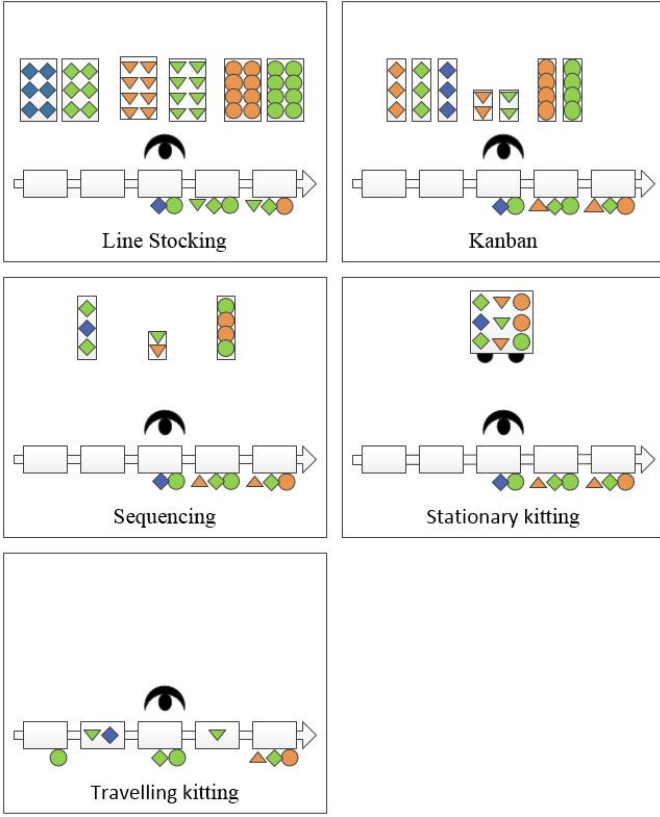 Line Stocking
Kanban
Sequencing
Stationary kitting
Travelling kitting